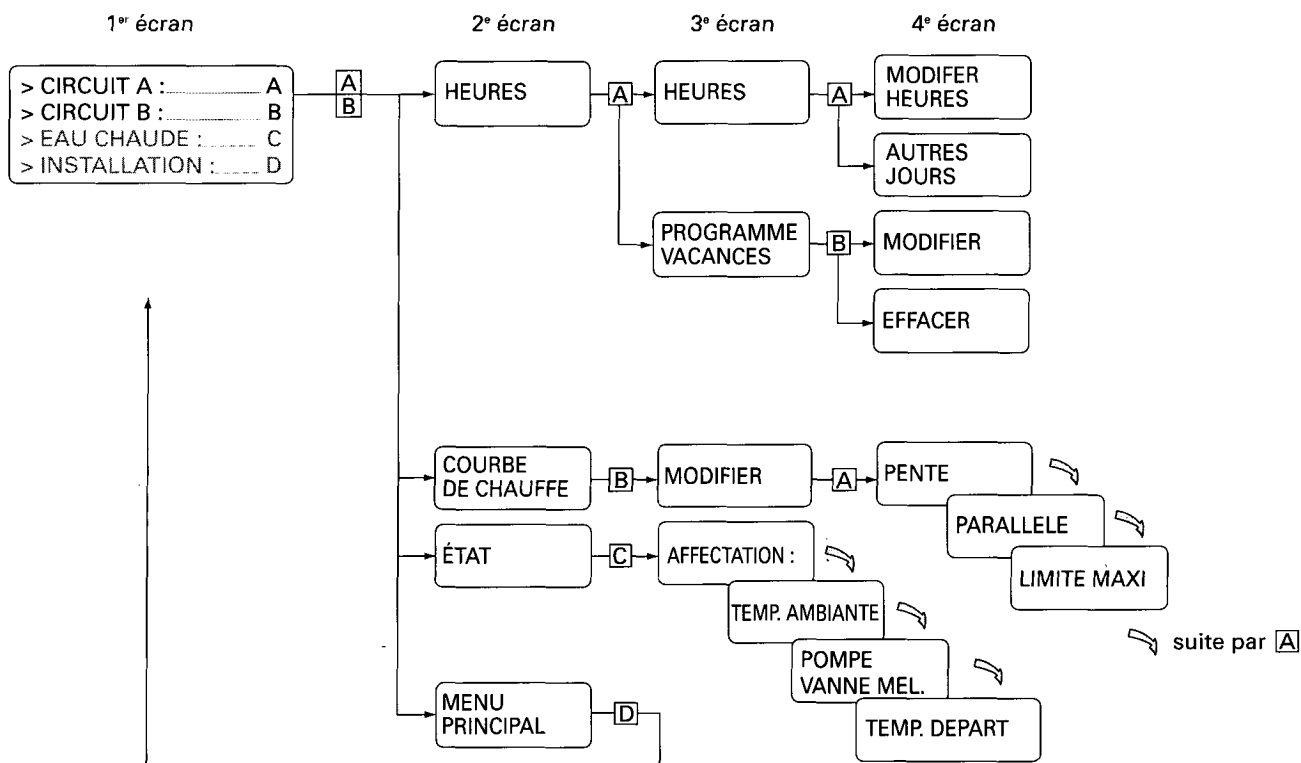 1er écran
2e écran
3e écran
4e écran
> CIRCUIT A : A
> CIRCUIT B : B
> EAU CHAUDE : C
> INSTALLATION : D
A
B
HEURES
A
HEURES
A
MODIFER
HEURES
AUTRES
JOURS
PROGRAMME
VACANCES
B
MODIFIER
EFFACER
COURBE
DE CHAUFFE
B
MODIFIER
A
PENTE
PARALLELE
LIMITE MAXI
suite par A
ÉTAT
C
AFFECTATION :
TEMP. AMBIANTE
POMPE
VANNE MEL.
TEMP. DEPART
MENU
PRINCIPAL
D